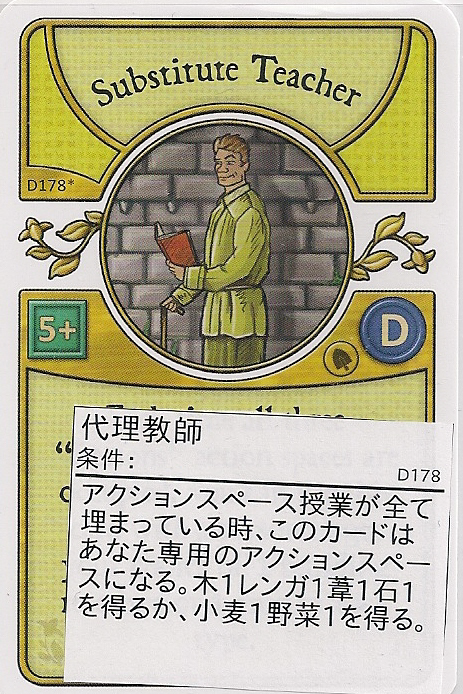 Substitute Teacher
D178*
5+
D
代理教師
条件:
D178
アクションスペース授業が全て
埋まっている時、このカードは
あなた専用のアクションスペー
スになる。木1レンガ1葦1石1
を得るか、小麦1野菜1を得る。